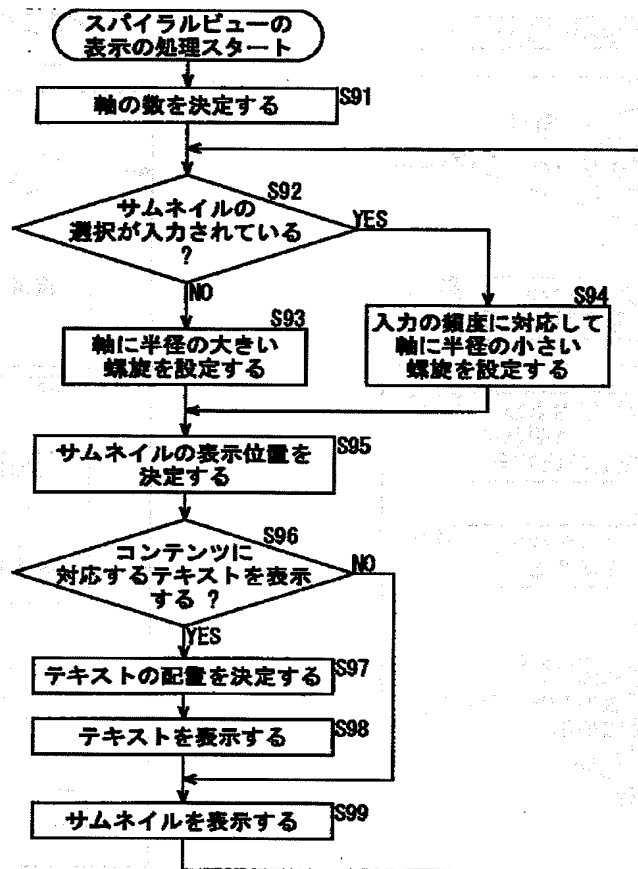 スパイラルビューの
表示の処理スタート
S91
軸の数を決定する
S92
サムネイルの
選択が入力されている
?
YES
NO
S93
軸に半径の大きい
螺旋を設定する
S94
入力の頻度に対応して
軸に半径の小さい
螺旋を設定する
S95
サムネイルの表示位置を
決定する
S96
コンテンツに
対応するテキストを表示
する ?
NO
YES
S97
テキストの配置を決定する
S98
テキストを表示する
S99
サムネイルを表示する